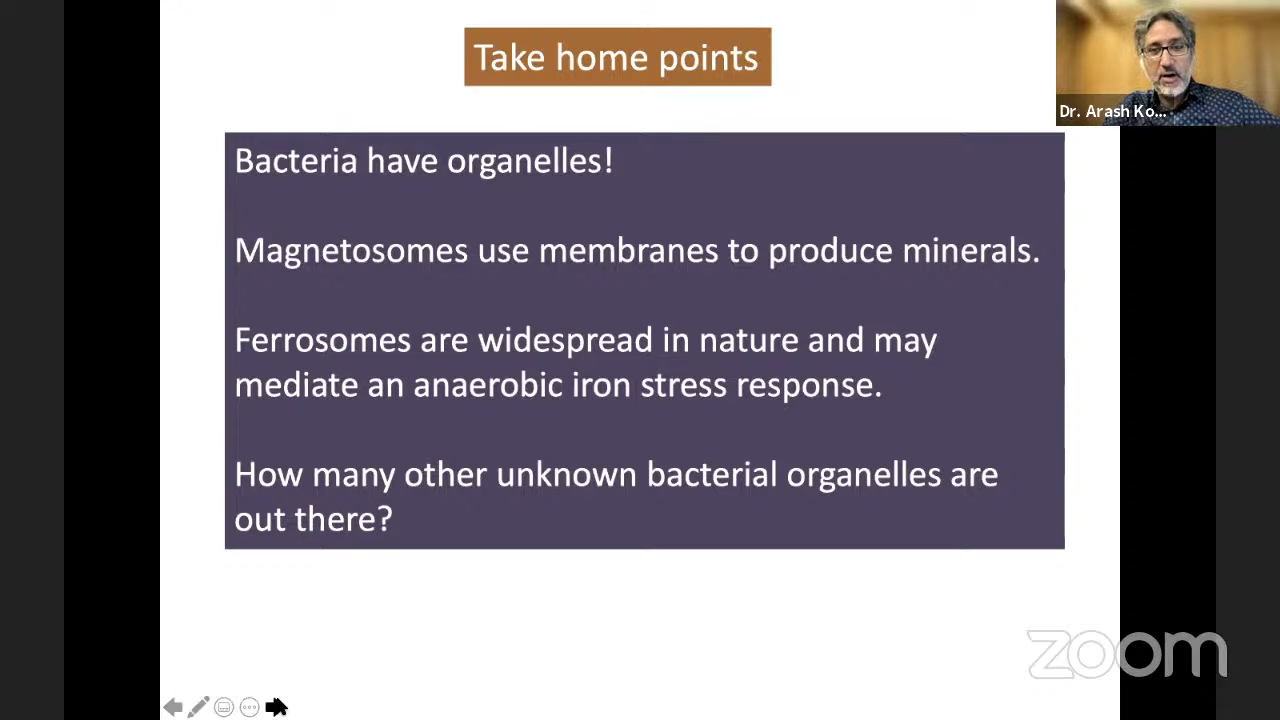 Take home points
Dr. Arash Ko...
Bacteria have organelles!
Magnetosomes use membranes to produce minerals.
Ferrosomes are widespread in nature and may
mediate an anaerobic iron stress response.
How many other unknown bacterial organelles are
out there?
zoom